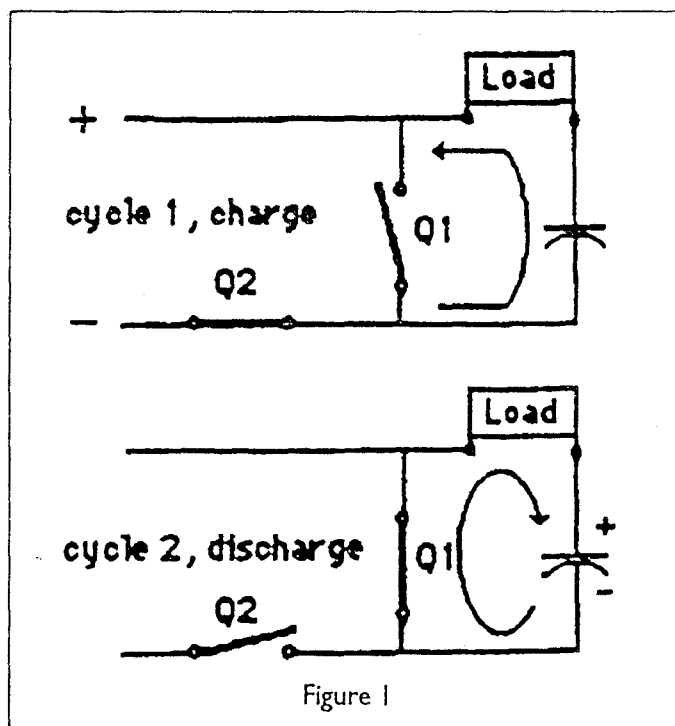 Load
+
cycle 1, charge
Q1
Q2
−
Load
cycle 2, discharge
Q1
+
Q2
-
Figure 1